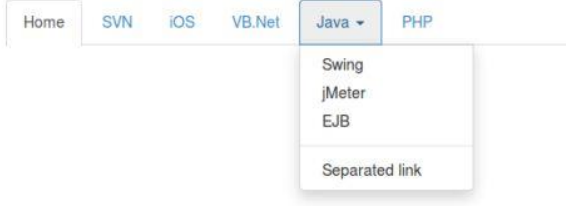 Home SVN iOS VB.Net Java PHP
Swing
jMeter
EJB
Separated link